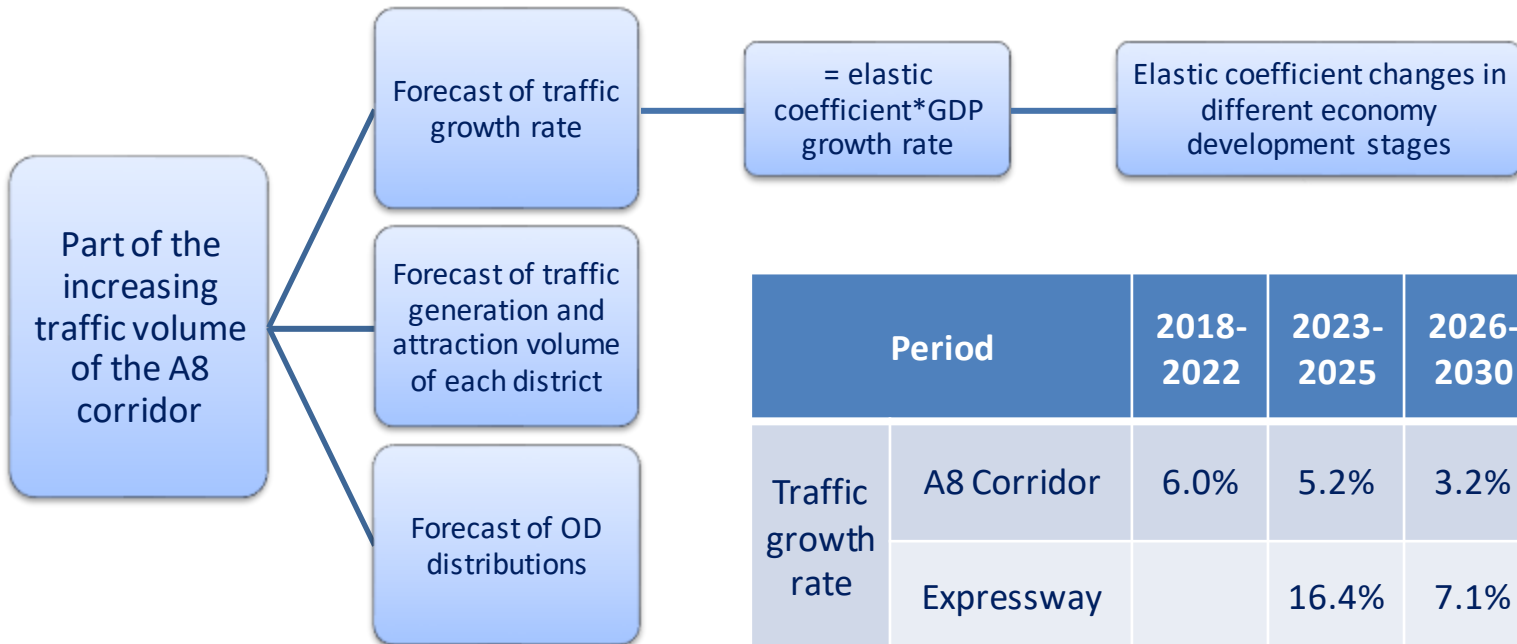 Part of the
increasing
traffic volume
of the A8
corridor
Forecast of traffic
growth rate
= elastic
coefficient*GDP
growth rate
Elastic coefficient changes in
different economy
development stages
Forecast of traffic
generation and
attraction volume
of each district
Forecast of OD
distributions
Period
2018-
2022
2023-
2025
2026-
2030
Traffic
growth
rate
A8 Corridor
6.0%
5.2%
3.2%
Expressway
16.4%
7.1%